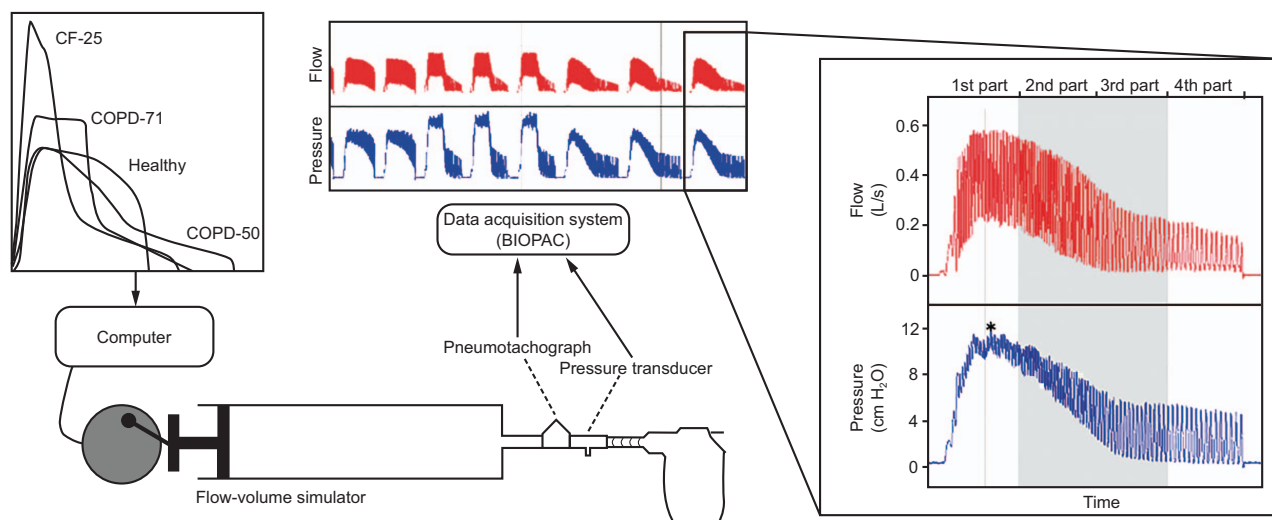 CF-25
COPD-71
Healthy
COPD-50
Computer
Flow-volume simulator
Flow
Pressure
Data acquisition system
(BIOPAC)
Pneumotachograph
Pressure transducer
1st part
2nd part
3rd part
4th part
0.6
0.4
0.2
0
Flow
(L/s)
*
12
8
4
0
Pressure
(cm H₂O)
Time